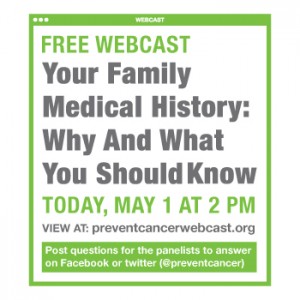 WEBCAST
FREE WEBCAST
Your Family
Medical History:
Why And What
You Should Know
TODAY, MAY 1 AT 2 PM
VIEW AT: preventcancerwebcast.org
Post questions for the panelists to answer
on Facebook or twitter (@preventcancer)